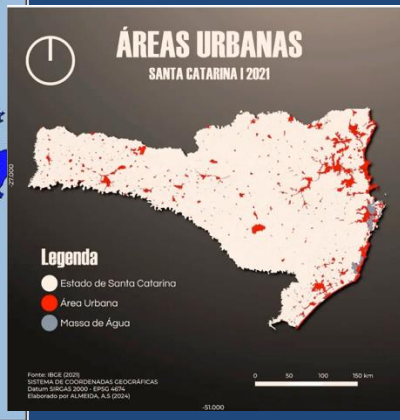 ÁREAS URBANAS
SANTA CATARINA | 2021
-27.000
Legenda
Estado de Santa Catarina
Área Urbana
Massa de Água
Fonte: IBGE (2021)
SISTEMA DE COORDENADAS GEOGRÁFICAS
Datum SIRGAS 2000 - EPSG 4674
Elaborado por ALMEIDA, A.S (2024)
0 50 100 150 km
-51.000